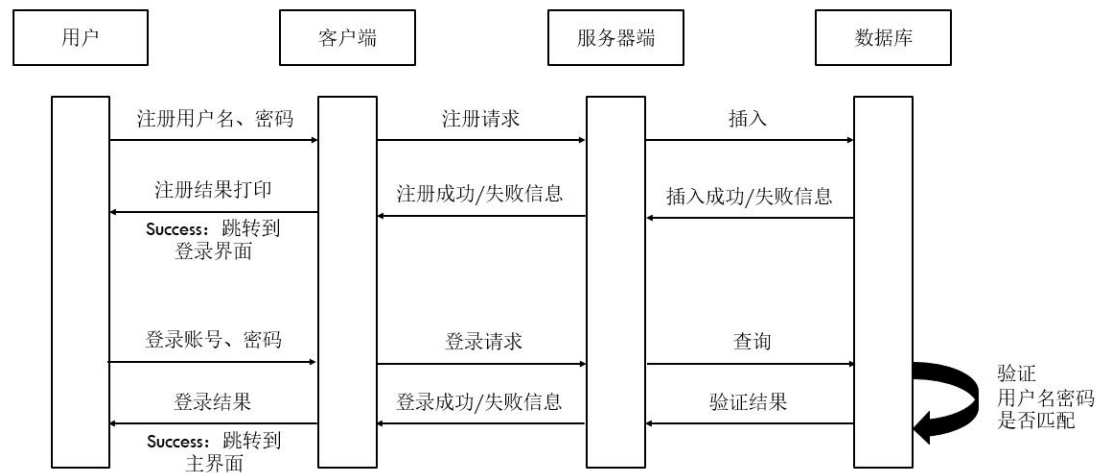 用户
客户端
服务器端
数据库
注册用户名、密码
注册请求
插入
注册结果打印
注册成功/失败信息
插入成功/失败信息
Success：跳转到
登录界面
登录账号、密码
登录请求
查询
验证
用户名密码
是否匹配
登录结果
登录成功/失败信息
验证结果
Success：跳转到
主界面